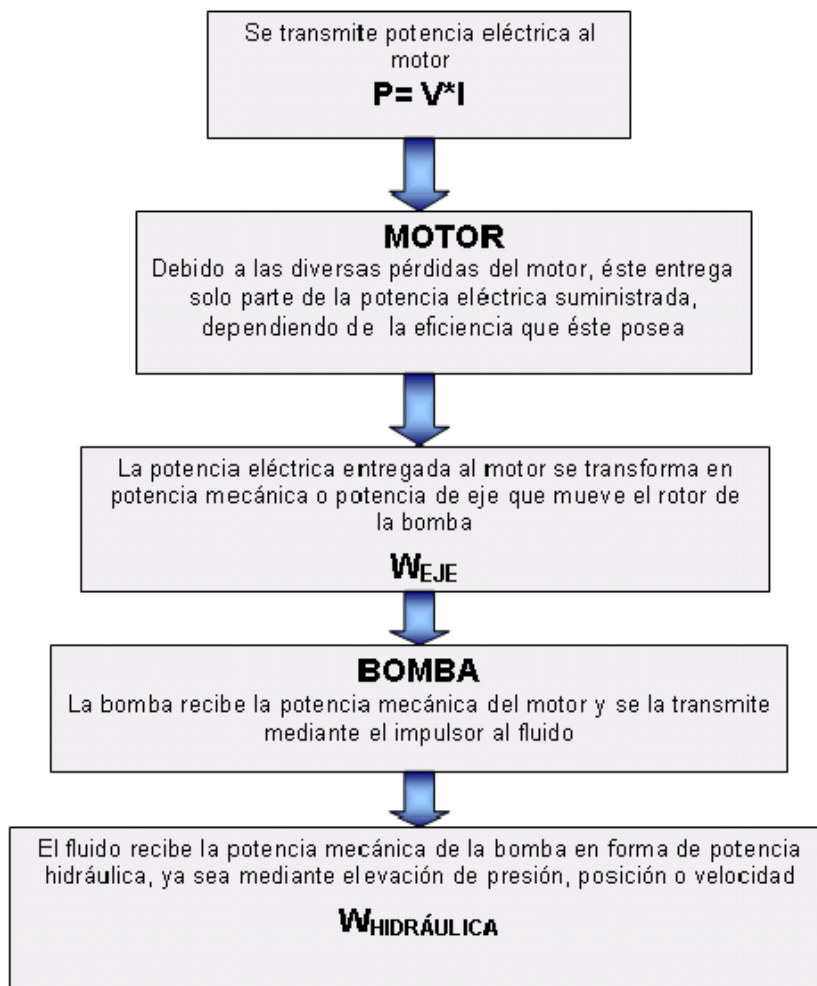 Se transmite potencia eléctrica al
motor
P= V*I
MOTOR
Debido a las diversas pérdidas del motor, éste entrega
solo parte de la potencia eléctrica suministrada,
dependiendo de la eficiencia que éste posea
La potencia eléctrica entregada al motor se transforma en
potencia mecánica o potencia de eje que mueve el rotor de
la bomba
WEJE
BOMBA
La bomba recibe la potencia mecánica del motor y se la transmite
mediante el impulsor al fluido
El fluido recibe la potencia mecánica de la bomba en forma de potencia
hidráulica, ya sea mediante elevación de presión, posición o velocidad
WHIDRÁULICA